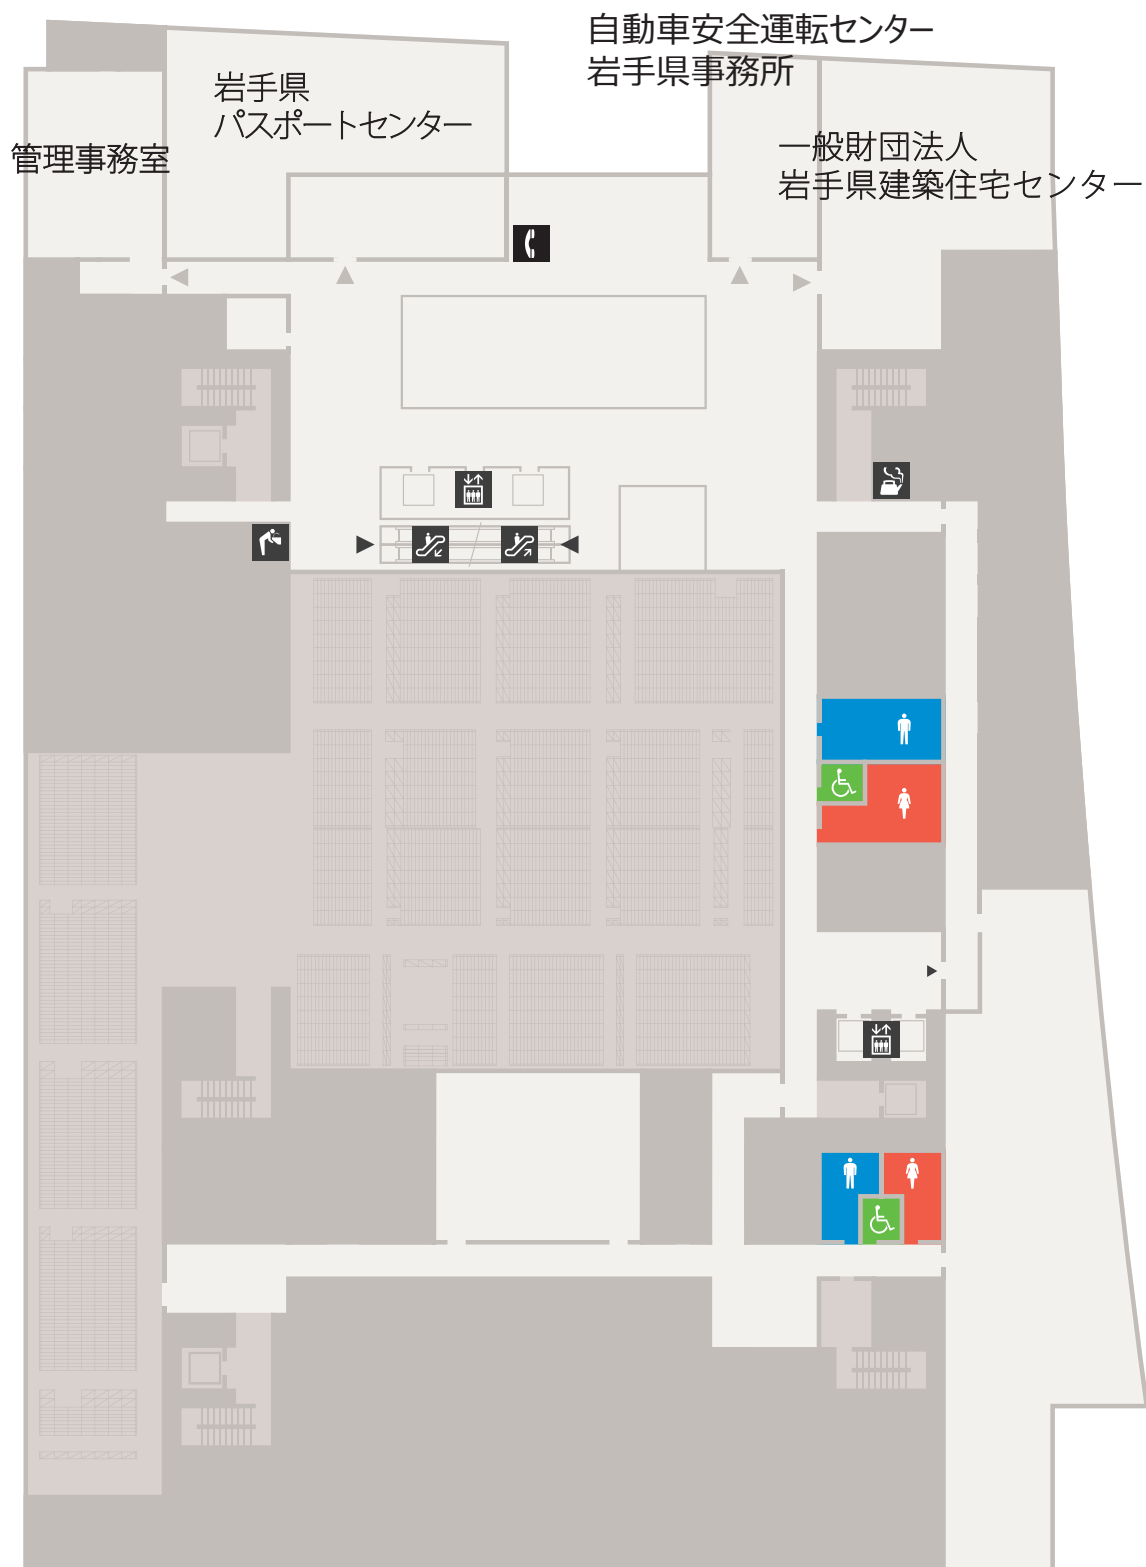 自動車安全運転センター
岩手県事務所
岩手県
パスポートセンター
管理事務室
一般財団法人
岩手県建築住宅センター